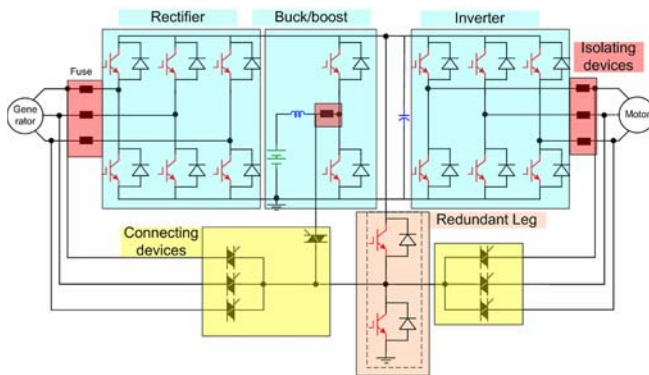 Rectifier
Buck/boost
Inverter
Isolating
devices
Fuse
Gene
rator
Motor
Redundant Leg
Connecting
devices